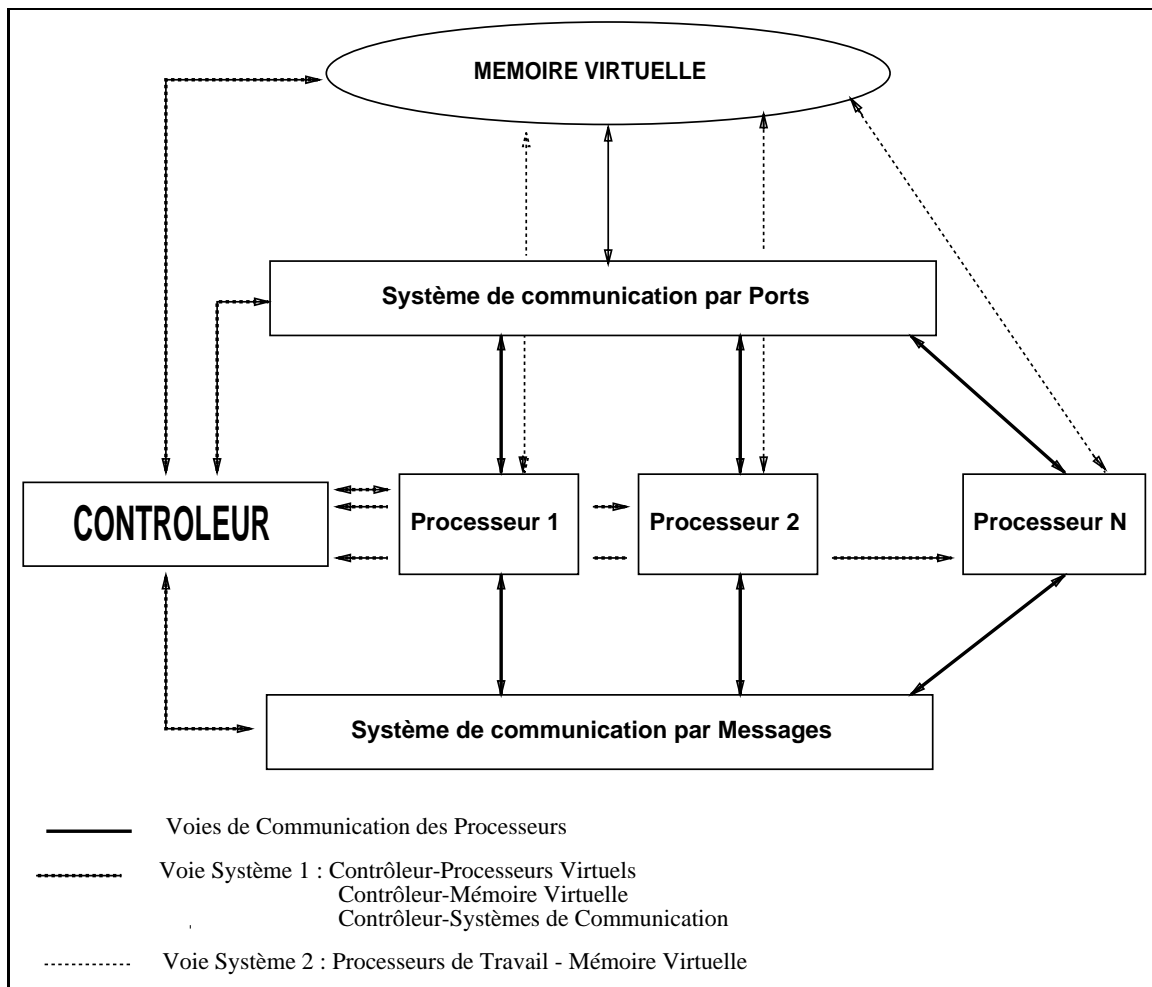 MEMOIRE VIRTUELLE
Système de communication par Ports
CONTROLEUR
Processeur 1
Processeur 2
Processeur N
Système de communication par Messages
Voies de Communication des Processeurs
Voie Système 1 : Contrôleur-Processeurs Virtuels
Contrôleur-Mémoire Virtuelle
Contrôleur-Systèmes de Communication
Voie Système 2 : Processeurs de Travail - Mémoire Virtuelle